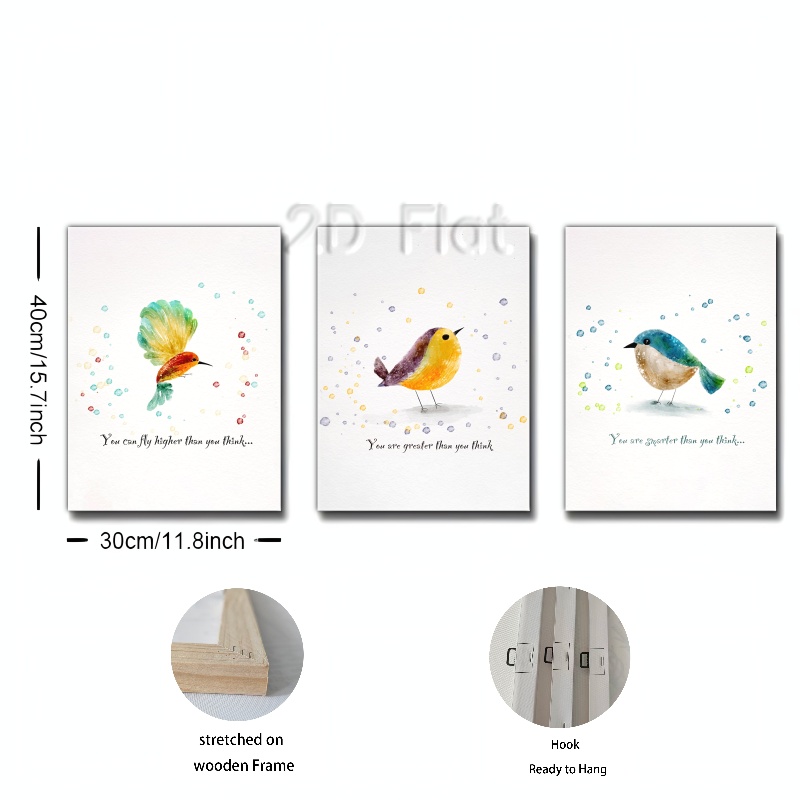 2.D Flat.
40cm/15.7inch
You can fly higher than you think...
You are greater than you think
You are smarter than you think...
30cm/11.8inch
stretched on
wooden Frame
Hook
Ready to Hang